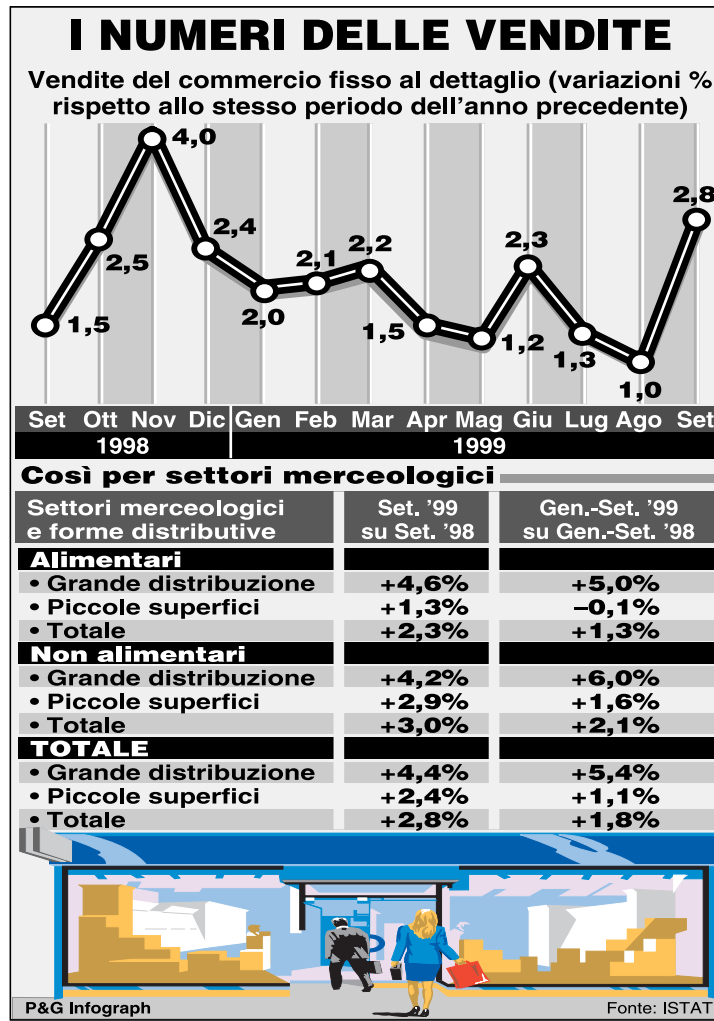 I NUMERI DELLE VENDITE
Vendite del commercio fisso al dettaglio (variazioni %
rispetto allo stesso periodo dell'anno precedente)
1,5
2,5
4,0
2,4
2,0
2,1
2,2
1,5
1,2
2,3
1,3
1,0
2,8
Set Ott Nov Dic Gen Feb Mar Apr Mag Giu Lug Ago Set
1998 1999
Così per settori merceologici
Settori merceologici Set. '99 Gen.-Set. '99
e forme distributive su Set. '98 su Gen.-Set. '98
Alimentari
• Grande distribuzione +4,6% +5,0%
• Piccole superfici +1,3% –0,1%
• Totale +2,3% +1,3%
Non alimentari
• Grande distribuzione +4,2% +6,0%
• Piccole superfici +2,9% +1,6%
• Totale +3,0% +2,1%
TOTALE
• Grande distribuzione +4,4% +5,4%
• Piccole superfici +2,4% +1,1%
• Totale +2,8% +1,8%
P&G Infograph Fonte: ISTAT